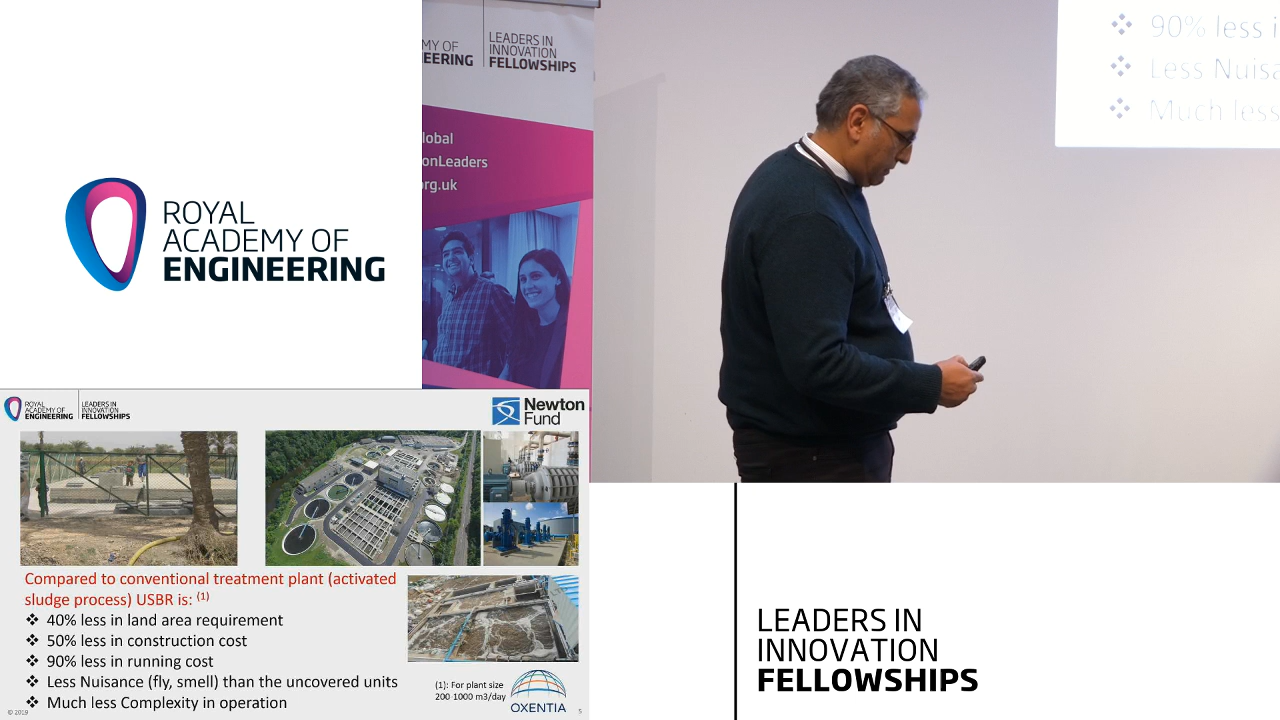 ROYAL
ACADEMY OF
ENGINEERING
MY OF
EERING
LEADERS IN
INNOVATION
FELLOWSHIPS
lobal
onLeaders
org.uk
90% less i
Less Nuisa
Much less
ROYAL
ACADEMY OF
ENGINEERING
LEADERS IN
INNOVATION
FELLOWSHIPS
Newton
Fund
Compared to conventional treatment plant (activated
sludge process) USBR is: (1)
❖ 40% less in land area requirement
❖ 50% less in construction cost
❖ 90% less in running cost
❖ Less Nuisance (fly, smell) than the uncovered units
❖ Much less Complexity in operation
(1): For plant size
200-1000 m3/day
OXENTIA
© 2019
5
LEADERS IN
INNOVATION
FELLOWSHIPS